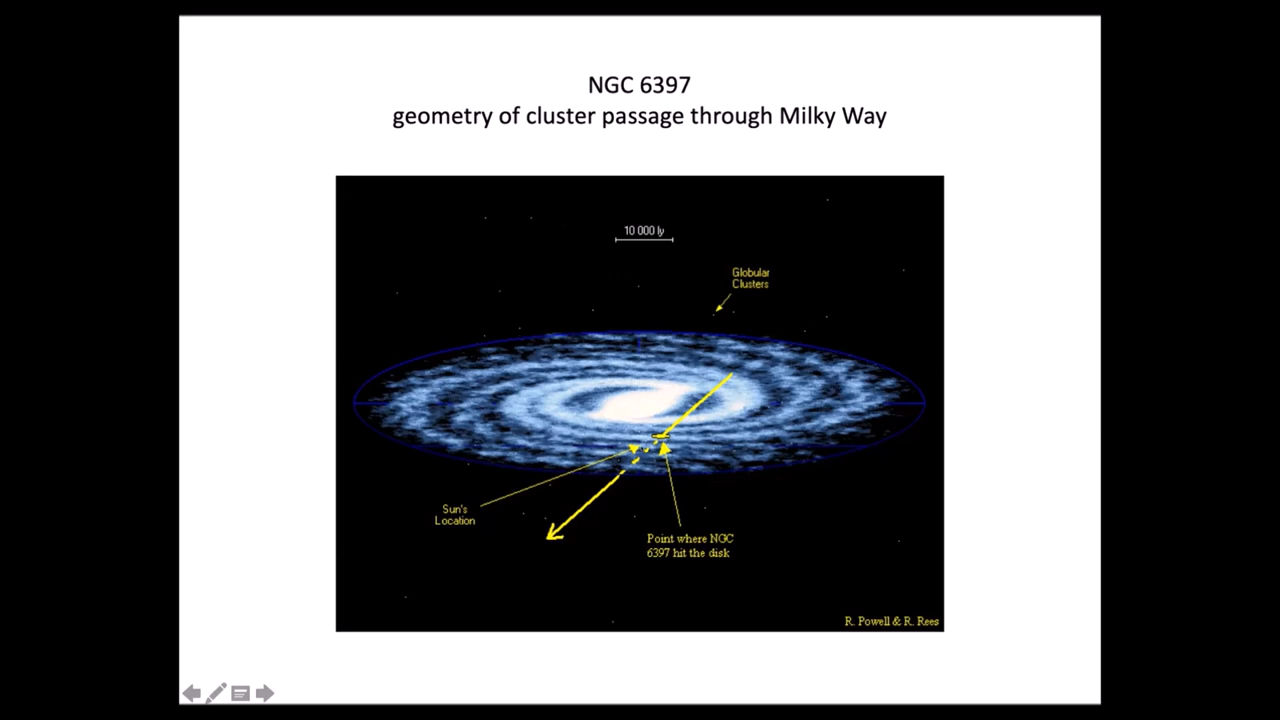 NGC 6397
geometry of cluster passage through Milky Way
10 000 ly
Globular
Clusters
Sun's
Location
Point where NGC
6397 hit the disk
R. Powell & R. Rees